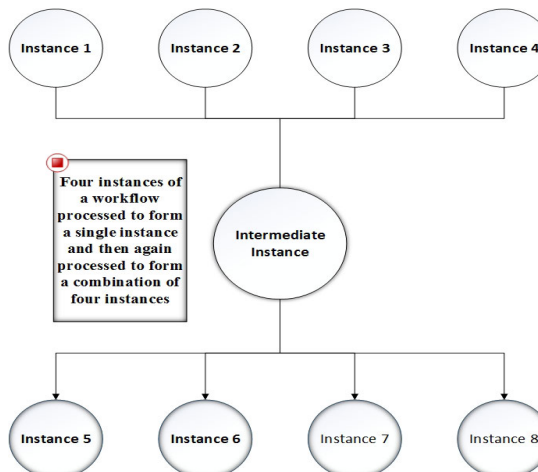 Instance 1
Instance 2
Instance 3
Instance 4
Four instances of
a workflow
processed to form
a single instance
and then again
processed to form
a combination of
four instances
Intermediate
Instance
Instance 5
Instance 6
Instance 7
Instance 8